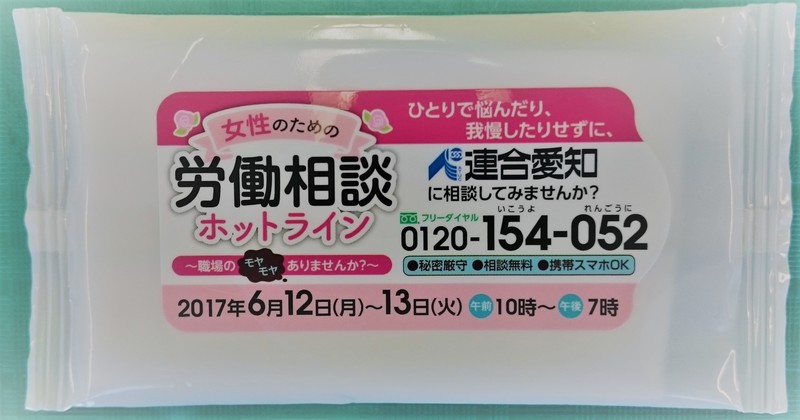 女性のための
労働相談
ホットライン
～職場のモヤモヤありませんか?～
ひとりで悩んだり、
我慢したりせずに、
連合愛知
に相談してみませんか?
フリーダイヤル いこうよ れんごうに
0120-154-052
●秘密厳守 ●相談無料 ●携帯スマホOK
2017年6月12日(月)～13日(火) 午前10時～午後7時